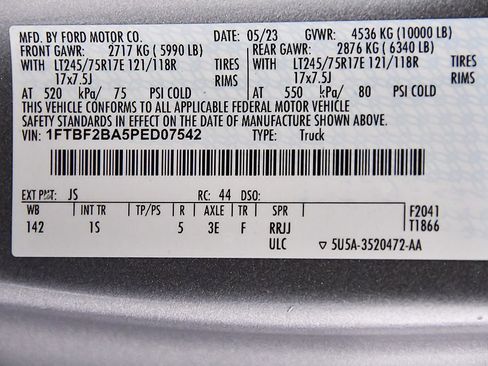 MFD. BY FORD MOTOR CO. DATE: 05/23 GVWR: 4536 KG (10000 LB)
FRONT GAWR: 2717 KG ( 5990 LB) REAR GAWR: 2876 KG ( 6340 LB)
WITH LT245/75R17E 121/118R TIRES WITH LT245/75R17E 121/118R TIRES
17x7.5J RIMS 17x7.5J RIMS
AT 520 kPa/ 75 PSI COLD AT 550 kPa/ 80 PSI COLD
THIS VEHICLE CONFORMS TO ALL APPLICABLE FEDERAL MOTOR VEHICLE
SAFETY STANDARDS IN EFFECT ON THE DATE OF MANUFACTURE SHOWN ABOVE.
VIN: 1FTBF2BA5PED07542 TYPE: Truck
EXT PNT: JS RC: 44 DSO:
WB INT TR TP/PS R AXLE TR SPR F2041
142 1S 5 3E F RRJJ T1866
ULC ▽ 5U5A-3520472-AA